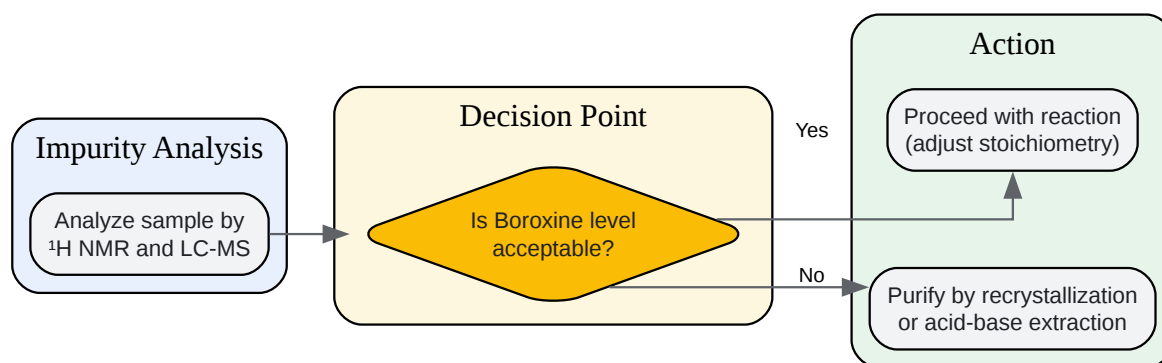 Impurity Analysis
Analyze sample by
¹H NMR and LC-MS
Decision Point
Is Boroxine level
acceptable?
Yes
No
Action
Proceed with reaction
(adjust stoichiometry)
Purify by recrystallization
or acid-base extraction